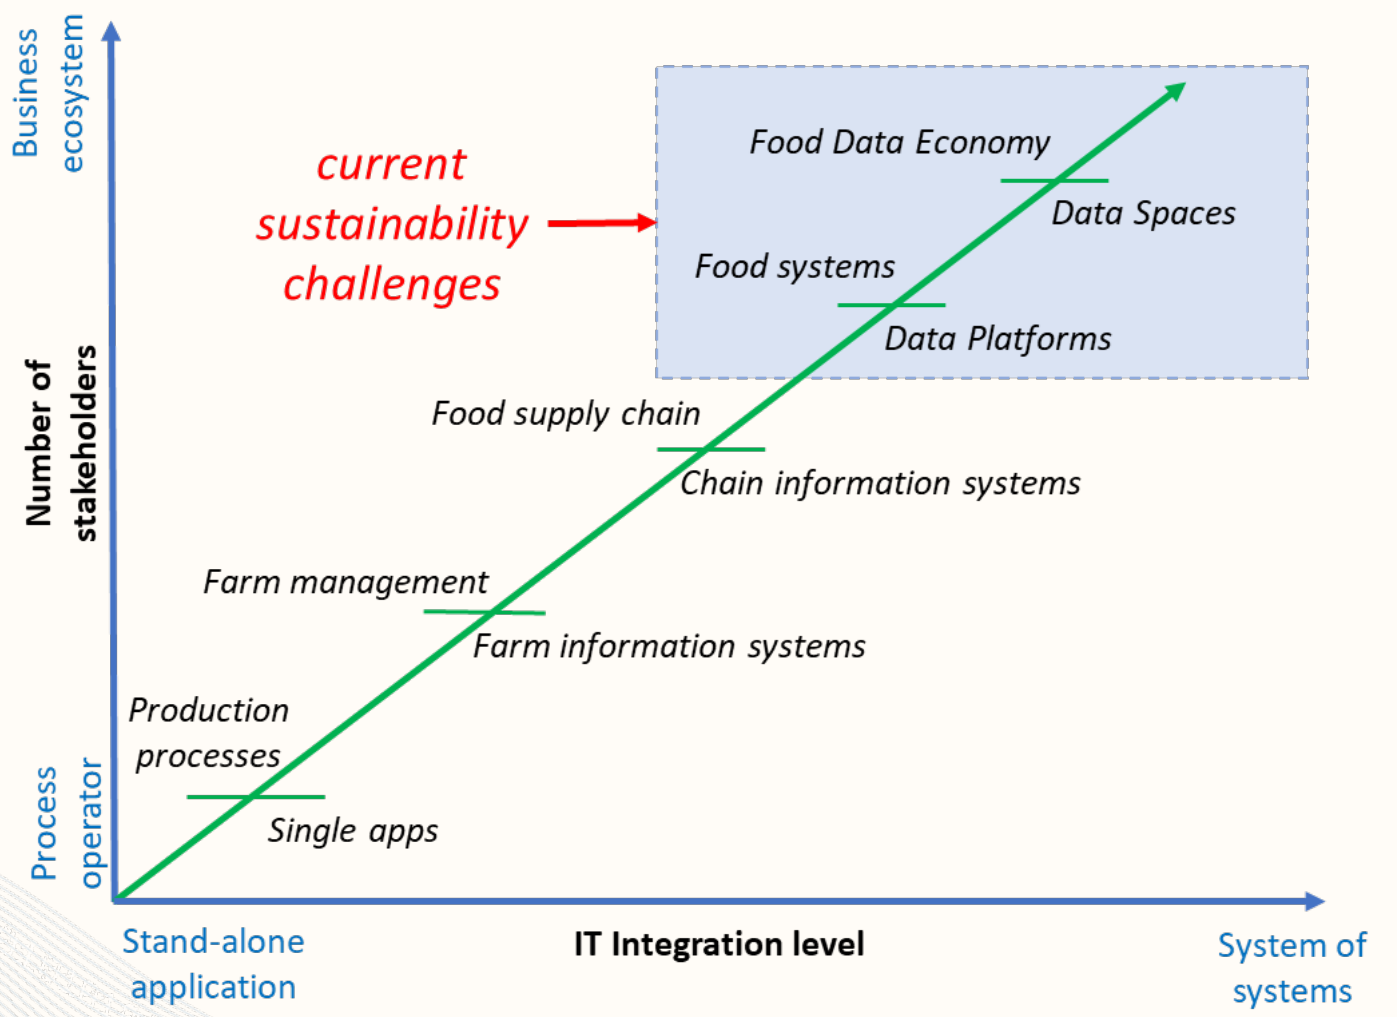 Business
ecosystem
current
sustainability
challenges
Food Data Economy
Data Spaces
Food systems
Data Platforms
Number of
stakeholders
Food supply chain
Chain information systems
Farm management
Farm information systems
Production
processes
Single apps
Process
operator
Stand-alone
application
IT Integration level
System of
systems